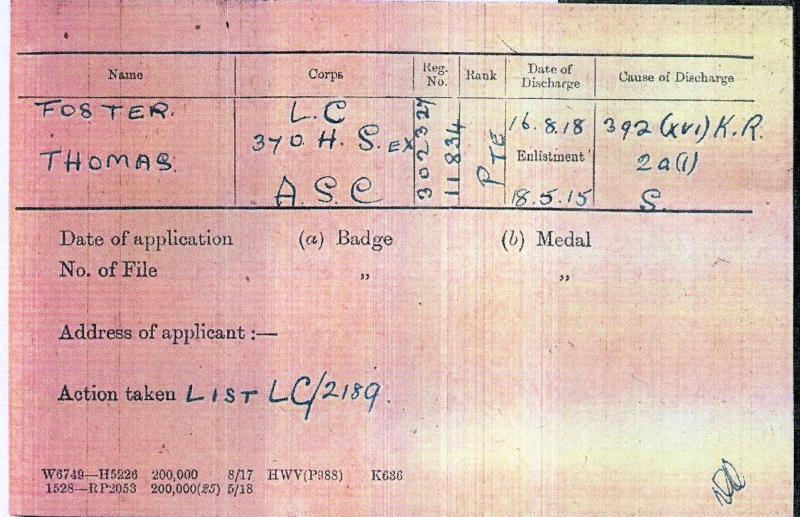 Name Corps Reg. No. Rank Date of Discharge Cause of Discharge
FOSTER. L.C 302327 PTE 16.8.18 392 (XVI) K.R.
370. H. S. EX 11834 Enlistment 2a(1)
THOMAS. A.S.C 18.5.15 S.
Date of application (a) Badge (b) Medal
No. of File „ „
Address of applicant :—
Action taken LIST LC/2189.
W6749—H5226 200,000 8/17 HWV(P988) K636
1528—RP2053 200,000(25) 5/18